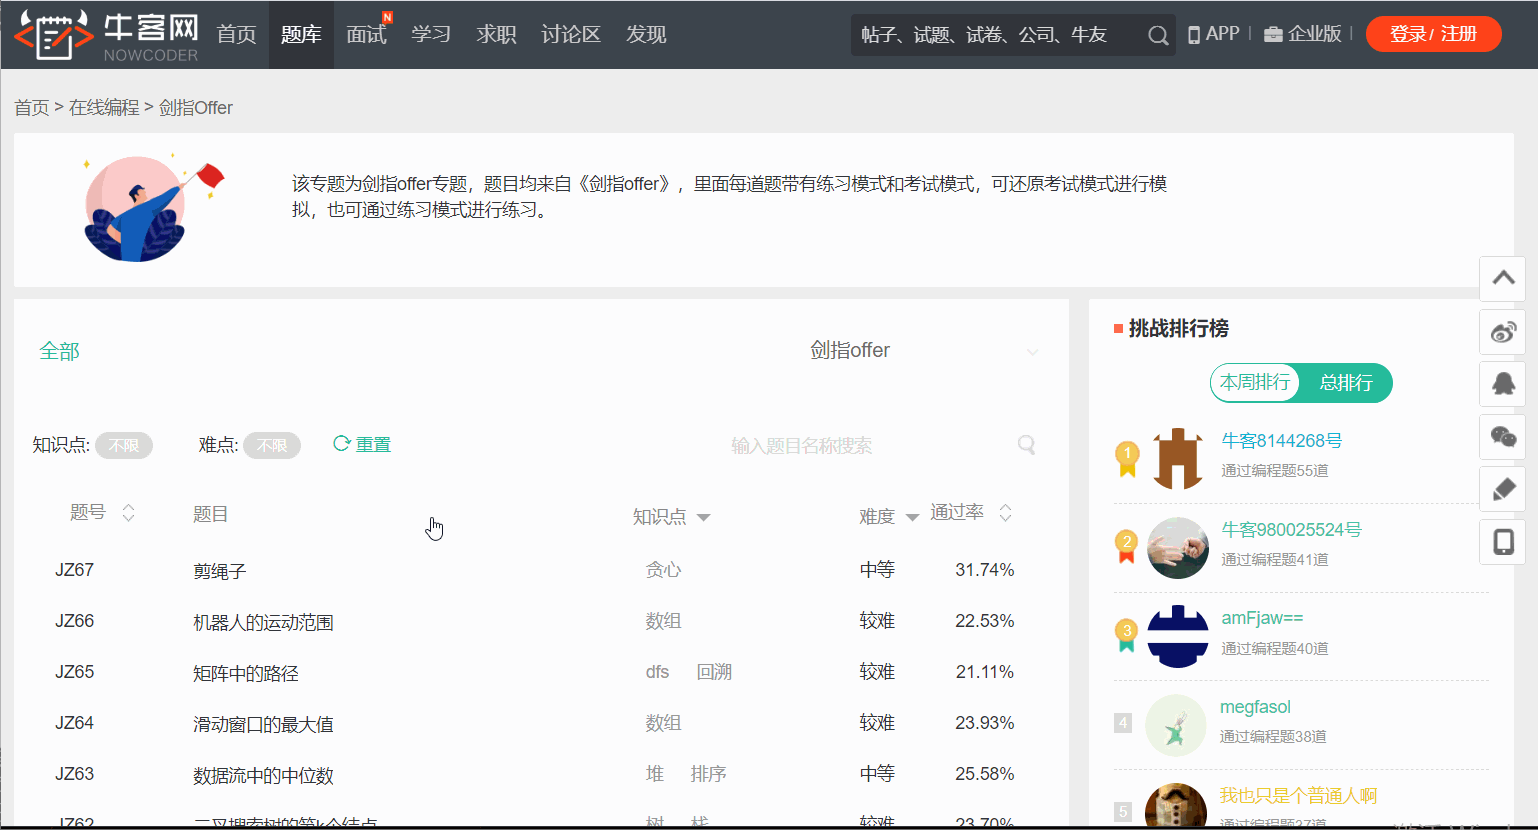 牛客网
NOWCODER
首页 题库 面试 N 学习 求职 讨论区 发现 帖子、试题、试卷、公司、牛友 APP | 企业版 | 登录 / 注册
首页 > 在线编程 > 剑指Offer
该专题为剑指offer专题，题目均来自《剑指offer》，里面每道题带有练习模式和考试模式，可还原考试模式进行模
拟，也可通过练习模式进行练习。
全部 剑指offer
知识点: 不限 难点: 不限 重置 输入题目名称搜索
题号 题目 知识点 难度 通过率
JZ67 剪绳子 贪心 中等 31.74%
JZ66 机器人的运动范围 数组 较难 22.53%
JZ65 矩阵中的路径 dfs 回溯 较难 21.11%
JZ64 滑动窗口的最大值 数组 较难 23.93%
JZ63 数据流中的中位数 堆 排序 中等 25.58%
JZ62 二叉搜索树的第k个结点 树 栈 较难 23.70%
挑战排行榜
本周排行 总排行
1 牛客8144268号
通过编程题55道
2 牛客980025524号
通过编程题41道
3 amFjaw==
通过编程题40道
4 megfasol
通过编程题38道
5 我也只是个普通人啊
通过编程题37道